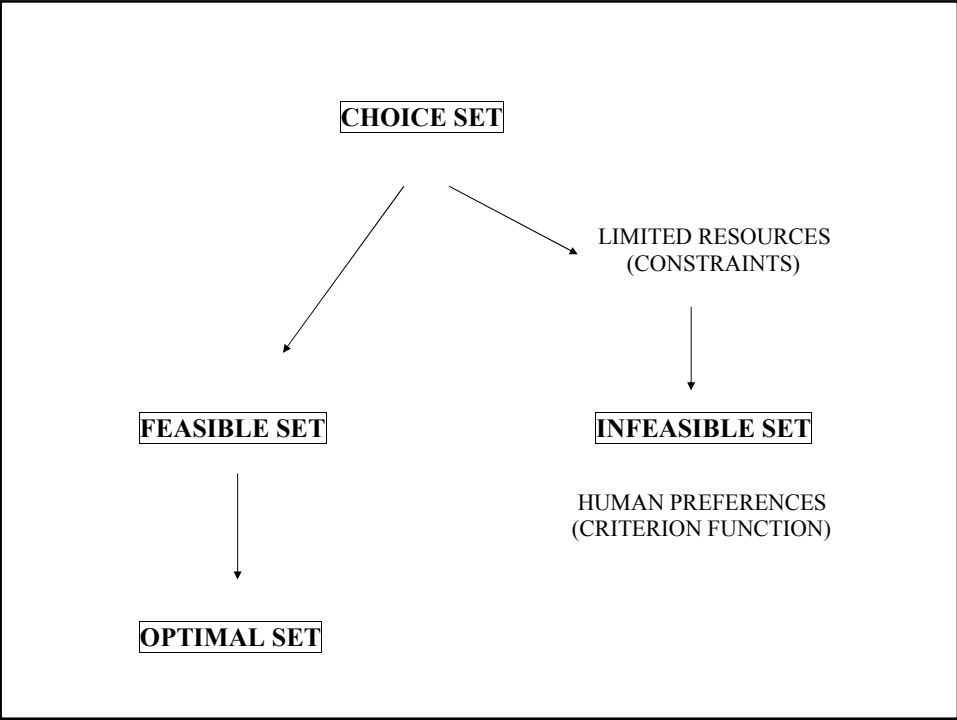 CHOICE SET
LIMITED RESOURCES
(CONSTRAINTS)
FEASIBLE SET
INFEASIBLE SET
HUMAN PREFERENCES
(CRITERION FUNCTION)
OPTIMAL SET